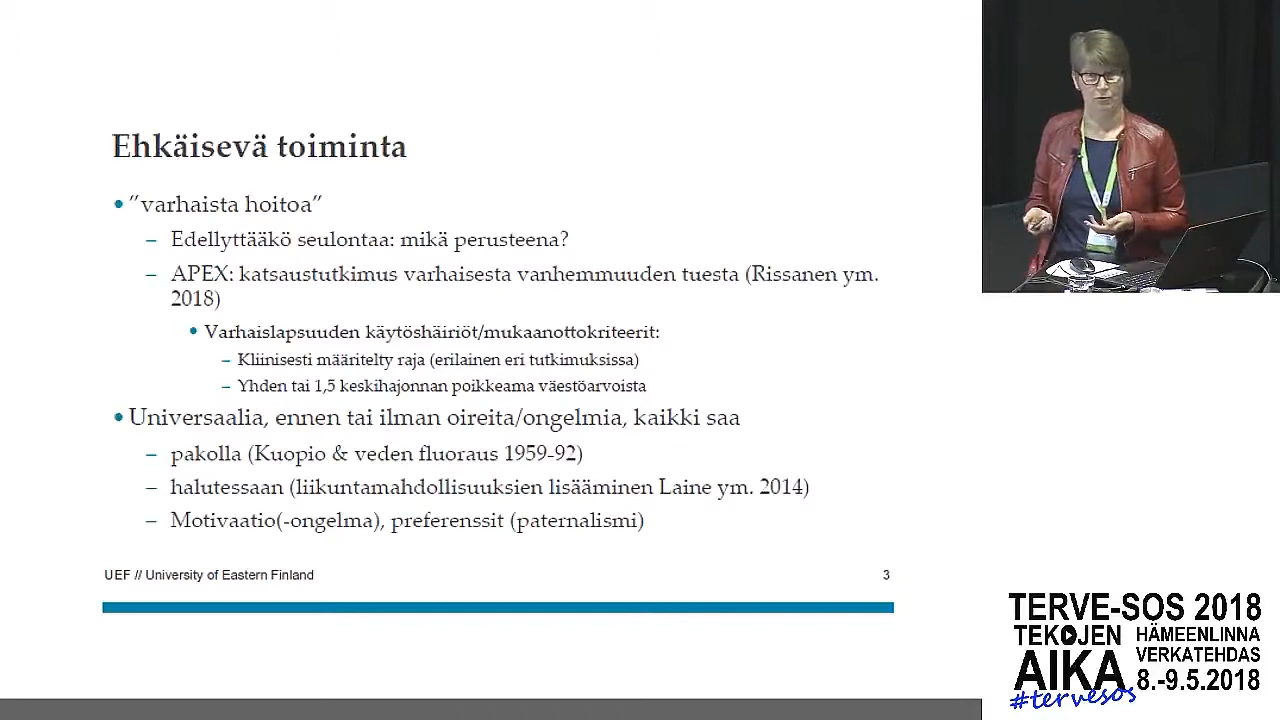 Ehkäisevä toiminta
• ”varhaista hoitoa”
– Edellyttääkö seulontaa: mikä perusteena?
– APEX: katsaustutkimus varhaisesta vanhemmuuden tuesta (Rissanen ym.
2018)
• Varhaislapsuuden käytöshäiriöt/mukaanottokriteerit:
– Kliinisesti määritelty raja (erilainen eri tutkimuksissa)
– Yhden tai 1,5 keskihajonnan poikkeama väestöarvoista
• Universaalia, ennen tai ilman oireita/ongelmia, kaikki saa
– pakolla (Kuopio & veden fluoraus 1959-92)
– halutessaan (liikuntamahdollisuuksien lisääminen Laine ym. 2014)
– Motivaatio(-ongelma), preferenssit (paternalismi)
UEF // University of Eastern Finland
3
TERVE-SOS 2018
TEKOJEN
AIKA
HÄMEENLINNA
VERKATEHDAS
8.-9.5.2018
#tervesos